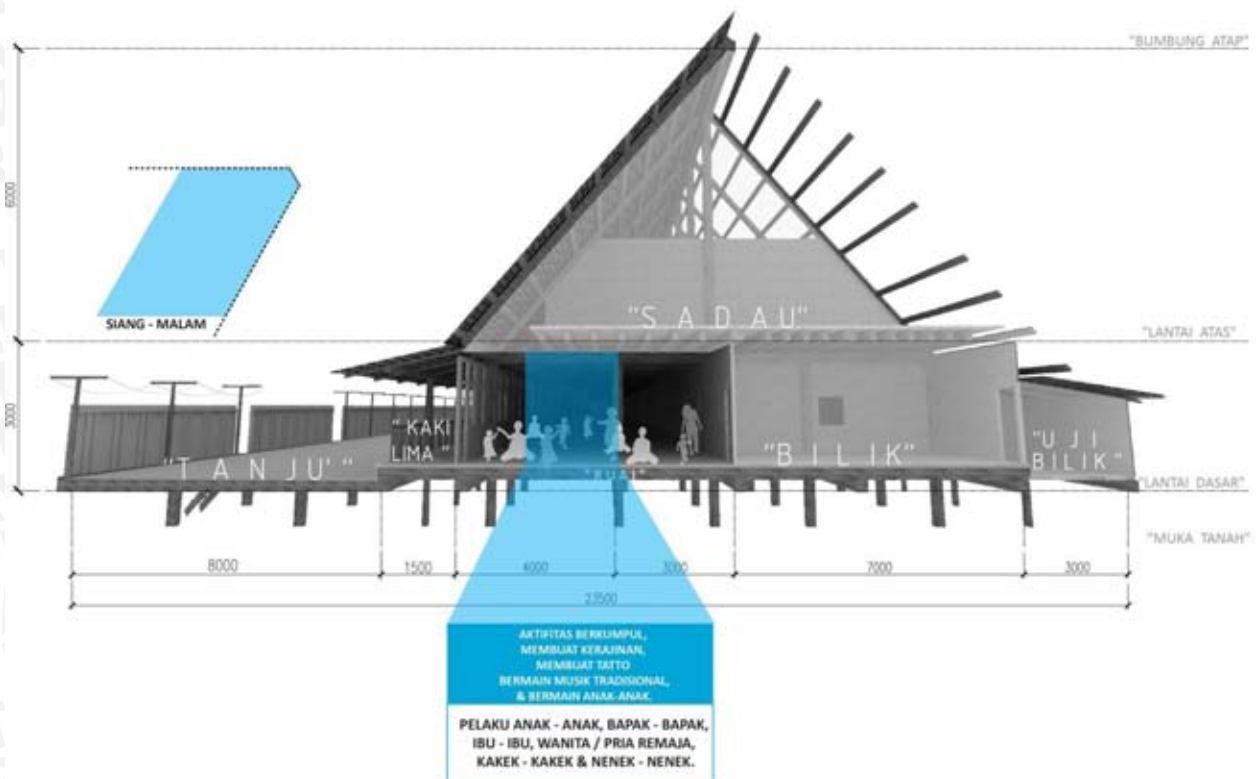 "BUMBUNG ATAP"
6000
SIANG - MALAM
"S A D A U"
"LANTAI ATAS"
3000
"KAKI
LIMA"
"T A N J U' "
"B I L I K"
"U J I
BILIK"
"LANTAI DASAR"
"MUKA TANAH"
8000
1500
4000
3000
7000
3000
23500
AKTIFITAS BERKUMPUL,
MEMBUAT KERAJINAN,
MEMBUAT TATTO
BERMAIN MUSIK TRADISIONAL,
& BERMAIN ANAK-ANAK.
PELAKU ANAK - ANAK, BAPAK - BAPAK,
IBU - IBU, WANITA / PRIA REMAJA,
KAKEK - KAKEK & NENEK - NENEK.